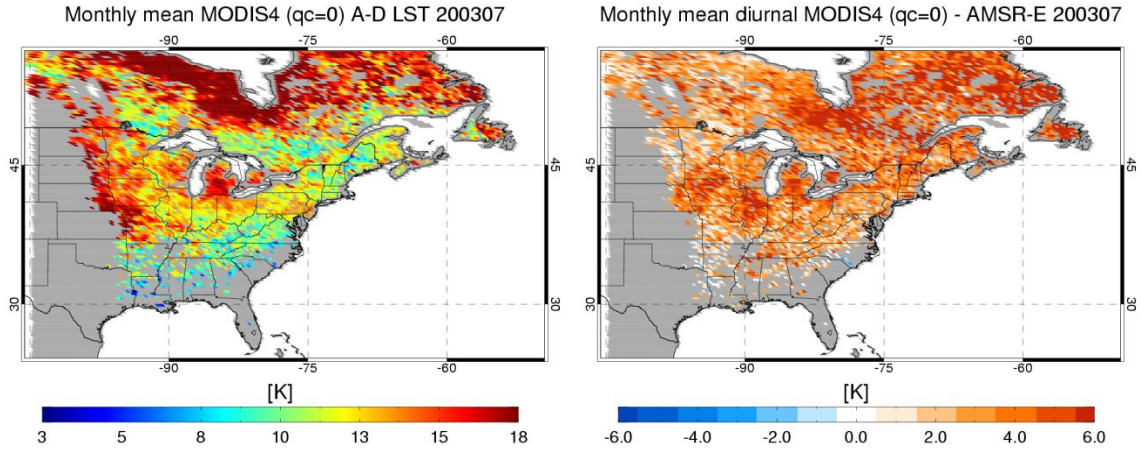 Monthly mean MODIS4 (qc=0) A-D LST 200307
-90 -75 -60
45 45
30 30
-90 -75 -60
[K]
3 5 8 10 13 15 18
Monthly mean diurnal MODIS4 (qc=0) - AMSR-E 200307
-90 -75 -60
45 45
30 30
-90 -75 -60
[K]
-6.0 -4.0 -2.0 0.0 2.0 4.0 6.0